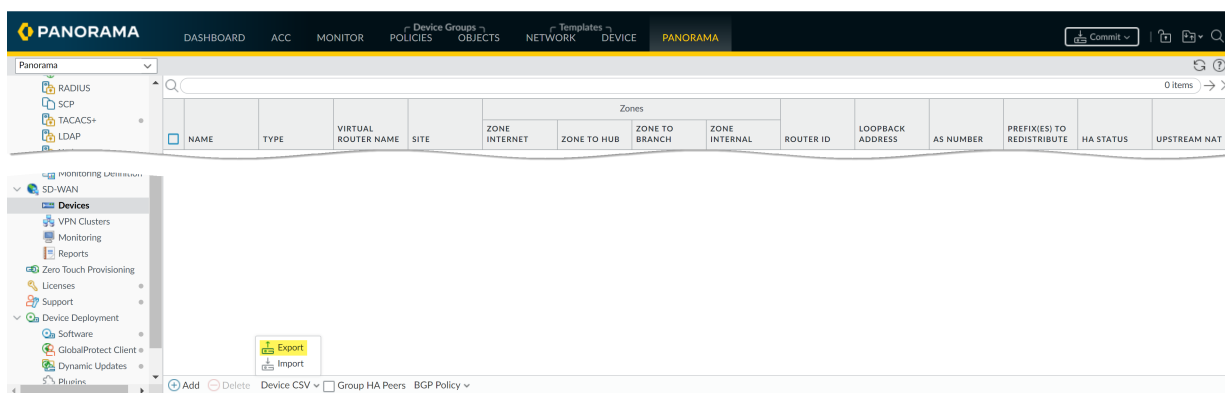 PANORAMA
DASHBOARD ACC MONITOR Device Groups POLICIES OBJECTS Templates NETWORK DEVICE PANORAMA Commit
Panorama
RADIUS
0 items
SCP
TACACS+
LDAP
Zones
NAME TYPE VIRTUAL ROUTER NAME SITE ZONE INTERNET ZONE TO HUB ZONE TO BRANCH ZONE INTERNAL ROUTER ID LOOPBACK ADDRESS AS NUMBER PREFIX(ES) TO REDISTRIBUTE HA STATUS UPSTREAM NAT
Monitoring Definition
SD-WAN
Devices
VPN Clusters
Monitoring
Reports
Zero Touch Provisioning
Licenses
Support
Device Deployment
Software
GlobalProtect Client
Dynamic Updates
Plugins
Export
Import
Add Delete Device CSV Group HA Peers BGP Policy